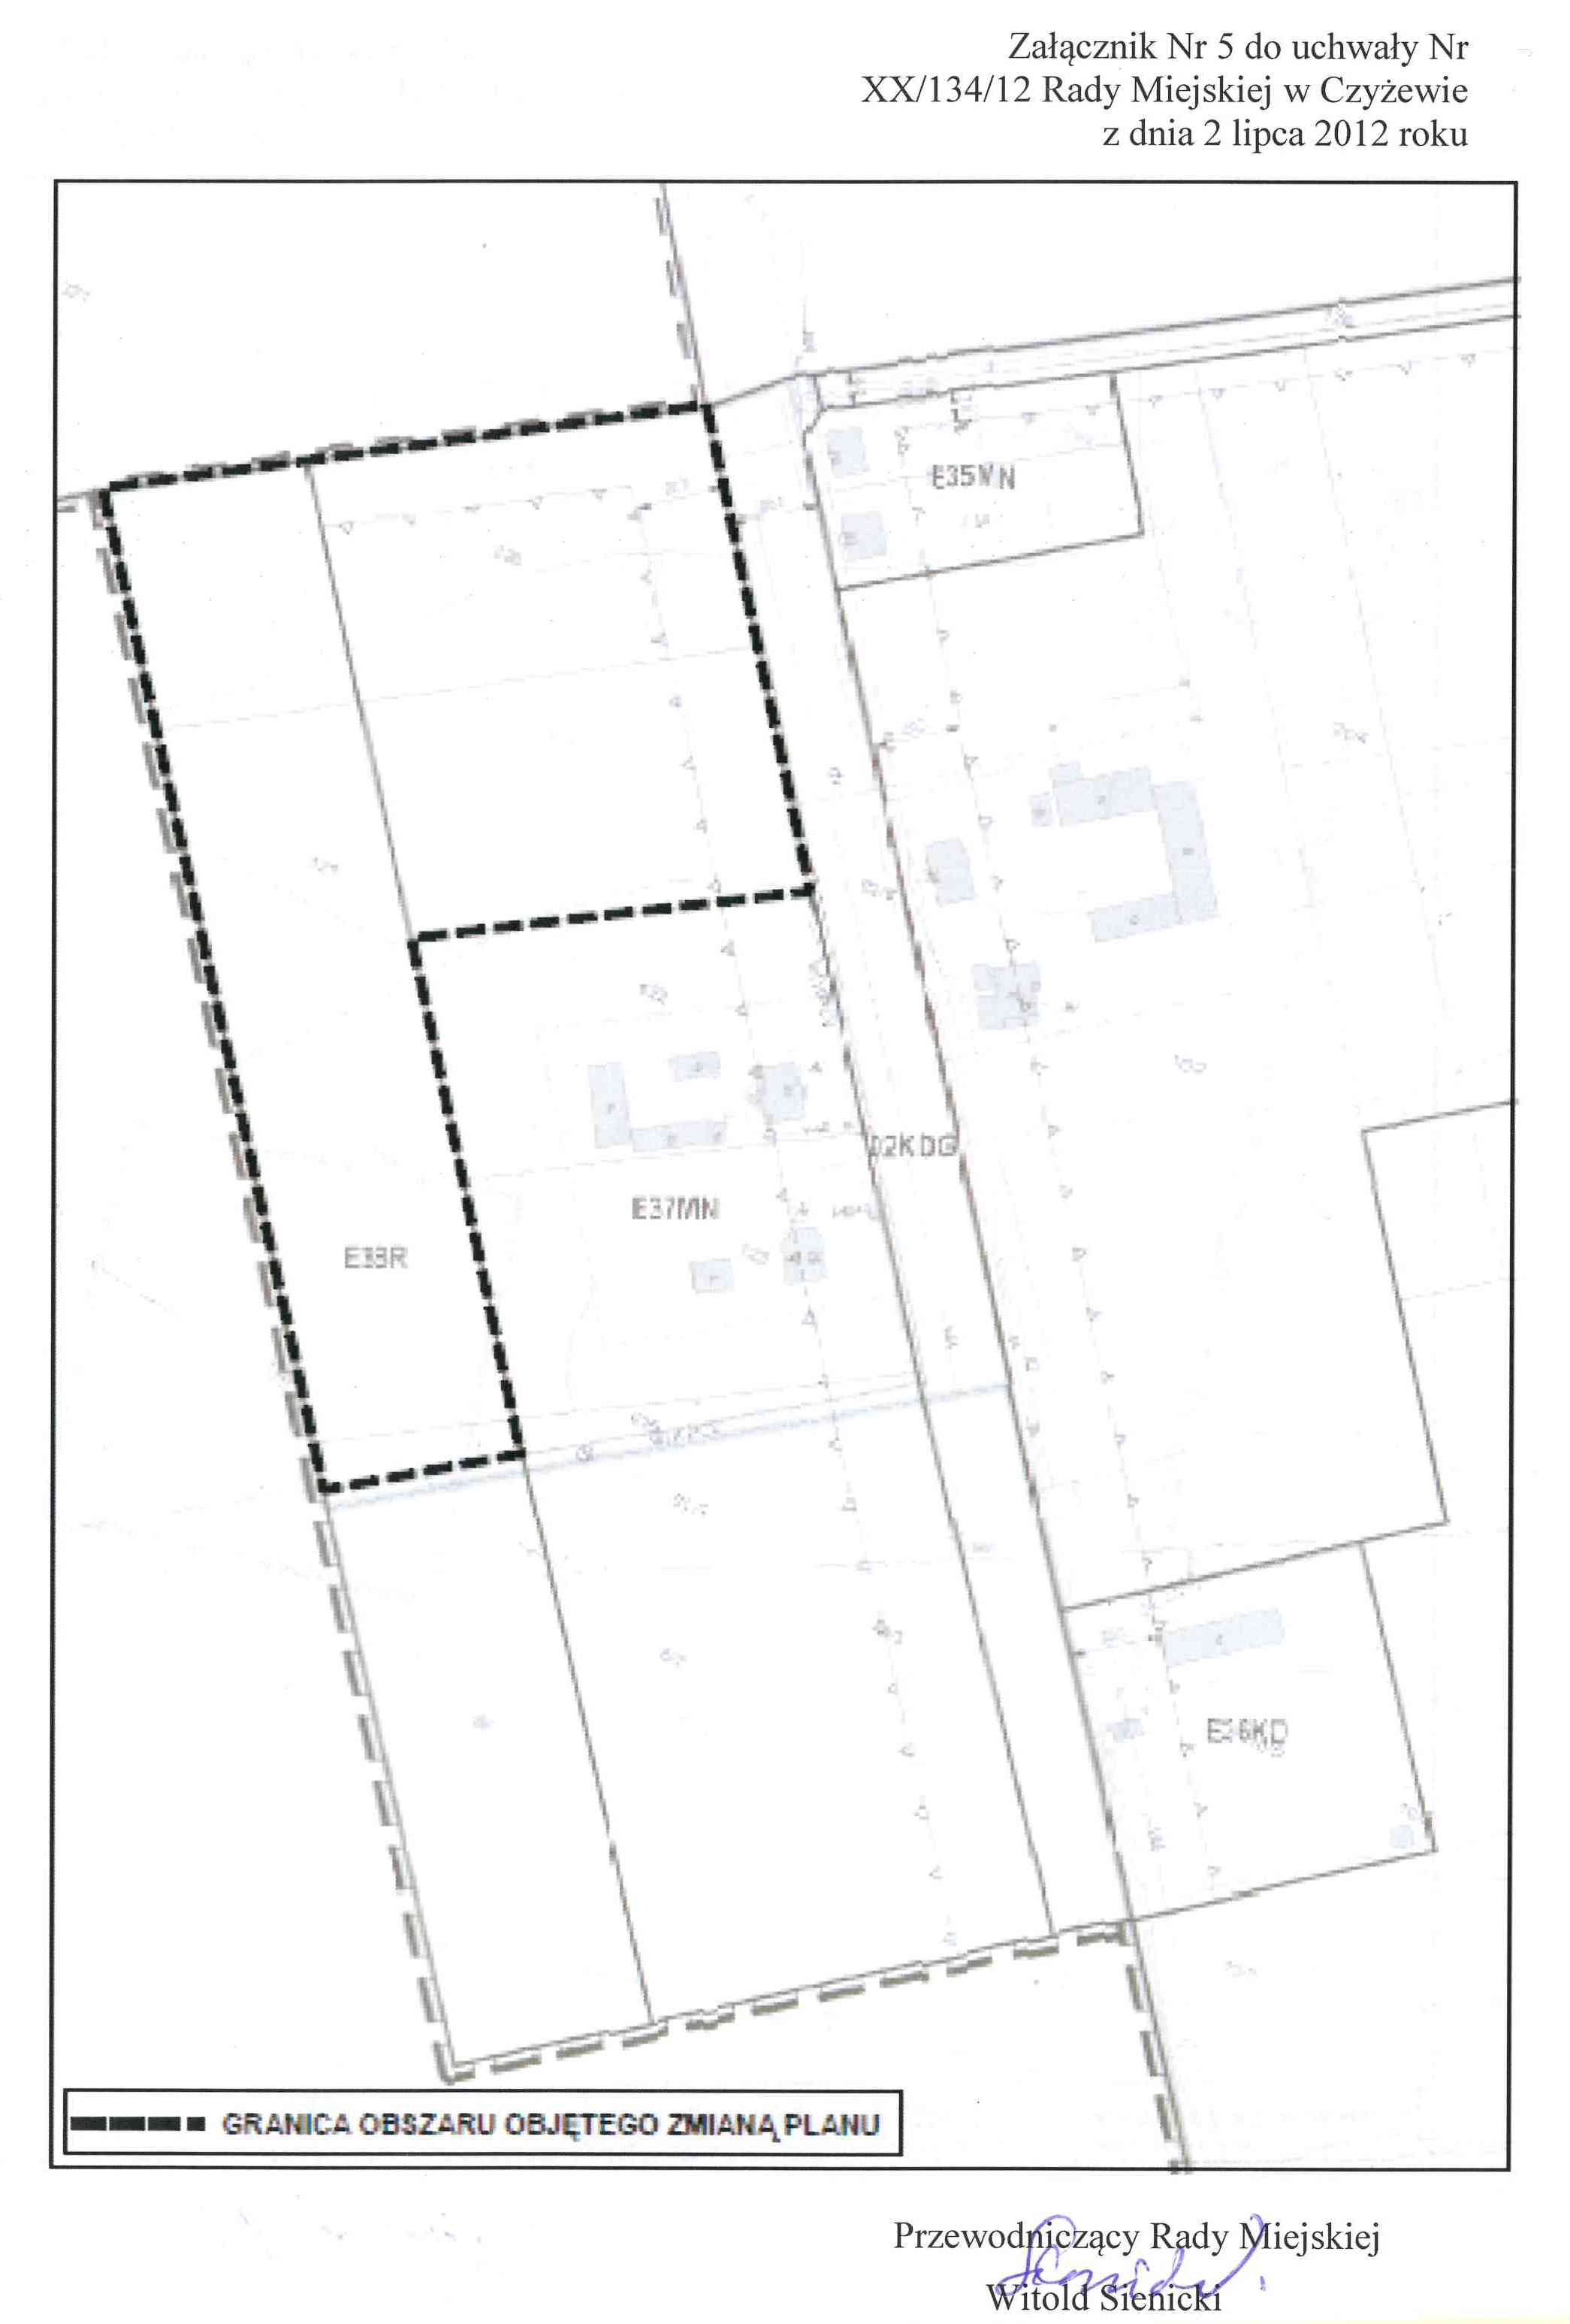 Załącznik Nr 5 do uchwały Nr
XX/134/12 Rady Miejskiej w Czyżewie
z dnia 2 lipca 2012 roku
E35MN
02KDG
E37MN
E38R
E36KD
GRANICA OBSZARU OBJĘTEGO ZMIANĄ PLANU
Przewodniczący Rady Miejskiej
Witold Sienicki